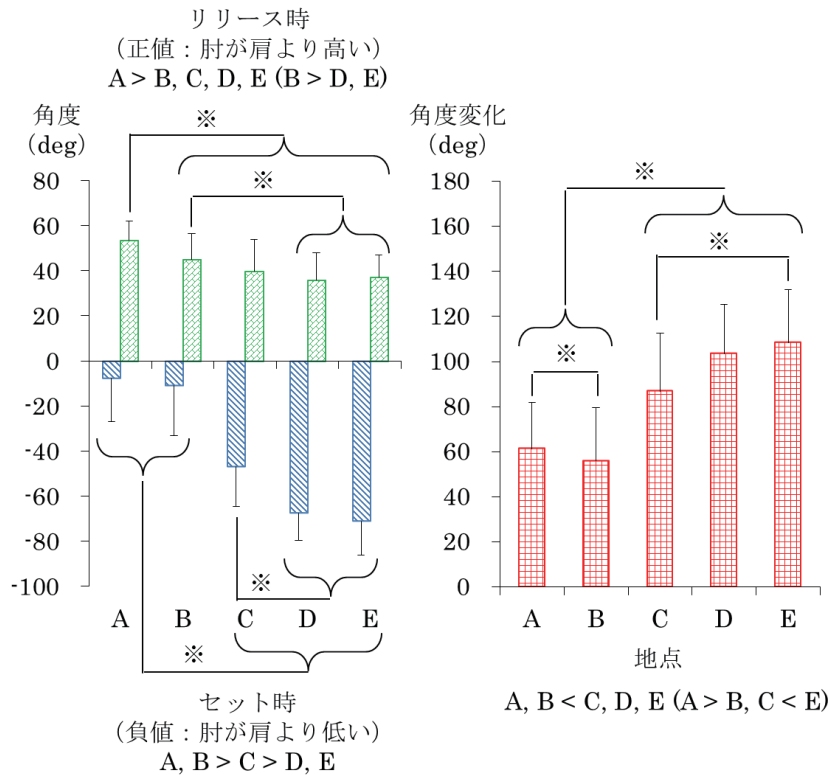 リリース時
（正値：肘が肩より高い）
A > B, C, D, E (B > D, E)
角度
(deg)
※
※
80
60
40
20
0
-20
-40
-60
-80
-100
※
※
A B C D E
セット時
（負値：肘が肩より低い）
A, B > C > D, E
角度変化
(deg)
※
※
※
180
160
140
120
100
80
60
40
20
0
A B C D E
地点
A, B < C, D, E (A > B, C < E)